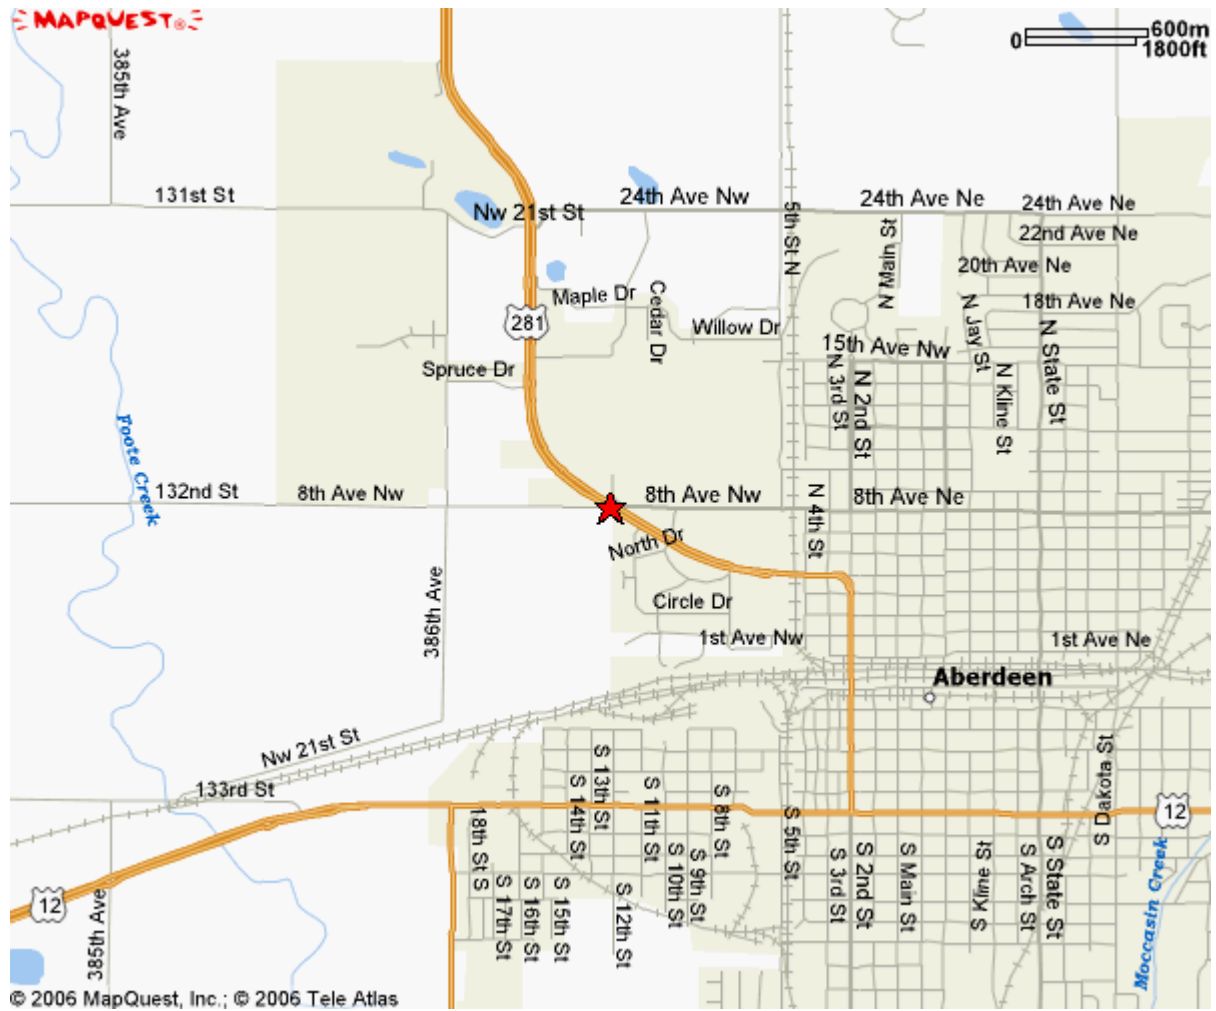 MAPQUEST®
600m
0
1800ft
385th Ave
131st St
Nw 21st St
24th Ave Nw
24th Ave Ne
24th Ave Ne
22nd Ave Ne
5th St N
N Main St
20th Ave Ne
Maple Dr
Cedar Dr
18th Ave Ne
281
Willow Dr
N Jay St
N State St
15th Ave Nw
Spruce Dr
N 3rd St
N 2nd St
N Kline St
Foote Creek
132nd St
8th Ave Nw
8th Ave Nw
N 4th St
8th Ave Ne
North Dr
386th Ave
Circle Dr
1st Ave Nw
1st Ave Ne
Aberdeen
Nw 21st St
133rd St
S 13th St
S 14th St
S 11th St
S 8th St
S Dakota St
12
18th St S
S 5th St
S 10th St
S 9th St
S 3rd St
S 2nd St
S Main St
S Kline St
S Arch St
S State St
Moccasin Creek
12
385th Ave
S 17th St
S 16th St
S 15th St
S 12th St
© 2006 MapQuest, Inc.; © 2006 Tele Atlas